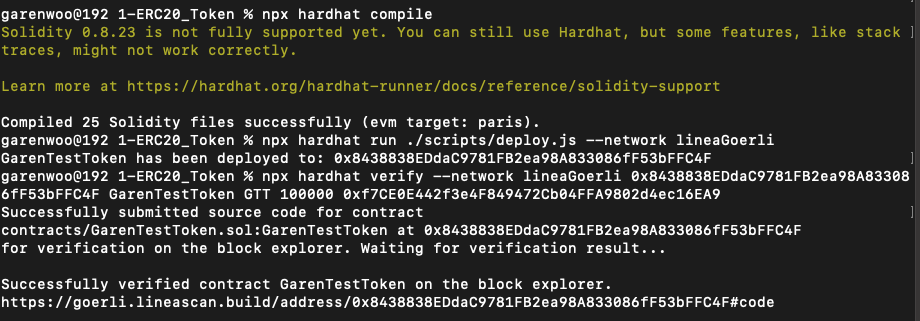 garenwoo@192 1-ERC20_Token % npx hardhat compile
Solidity 0.8.23 is not fully supported yet. You can still use Hardhat, but some features, like stack
traces, might not work correctly.
Learn more at https://hardhat.org/hardhat-runner/docs/reference/solidity-support
Compiled 25 Solidity files successfully (evm target: paris).
garenwoo@192 1-ERC20_Token % npx hardhat run ./scripts/deploy.js --network lineaGoerli
GarenTestToken has been deployed to: 0x8438838EDdaC9781FB2ea98A833086fF53bFFC4F
garenwoo@192 1-ERC20_Token % npx hardhat verify --network lineaGoerli 0x8438838EDdaC9781FB2ea98A83308
6fF53bFFC4F GarenTestToken GTT 100000 0xf7CE0E442f3e4F849472Cb04FFA9802d4ec16EA9
Successfully submitted source code for contract
contracts/GarenTestToken.sol:GarenTestToken at 0x8438838EDdaC9781FB2ea98A833086fF53bFFC4F
for verification on the block explorer. Waiting for verification result...
Successfully verified contract GarenTestToken on the block explorer.
https://goerli.lineascan.build/address/0x8438838EDdaC9781FB2ea98A833086fF53bFFC4F#code